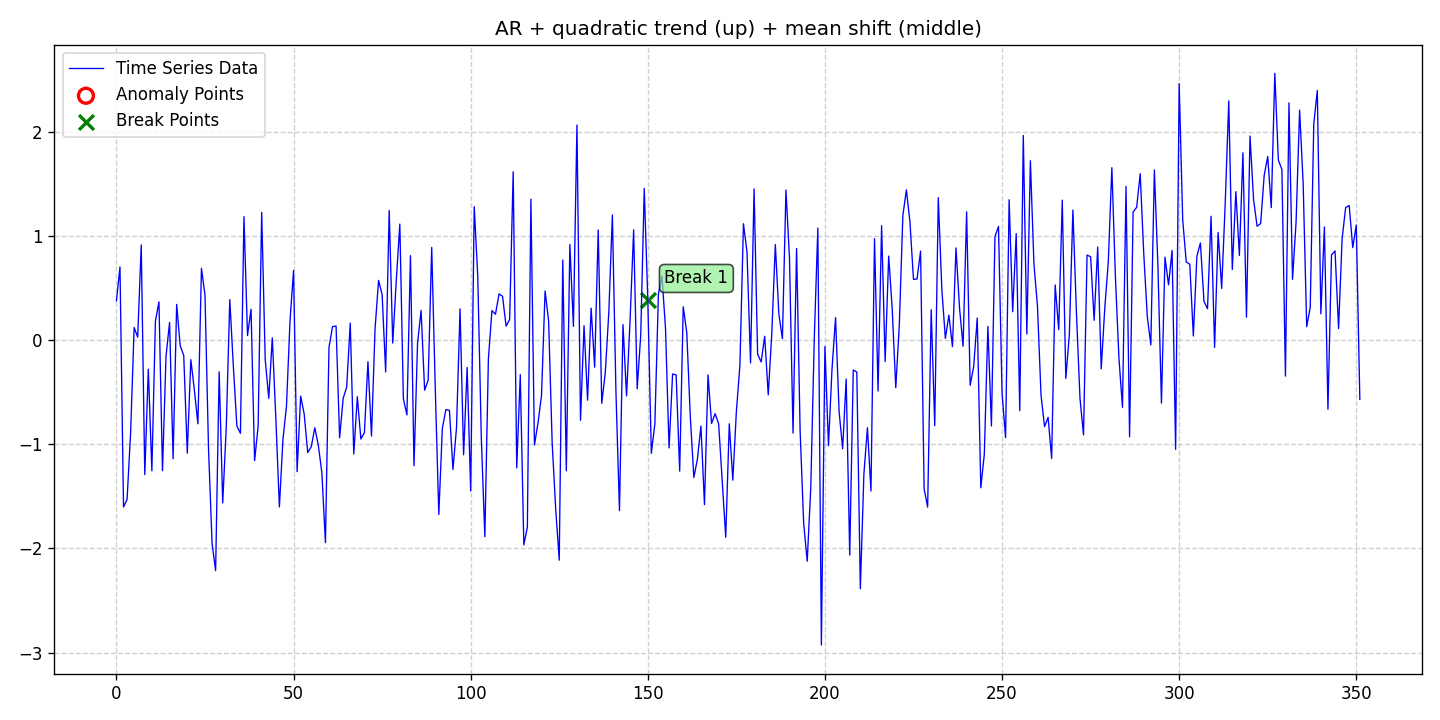 AR + quadratic trend (up) + mean shift (middle)
Time Series Data
Anomaly Points
Break Points
Break 1
2
1
0
−1
−2
−3
0 50 100 150 200 250 300 350